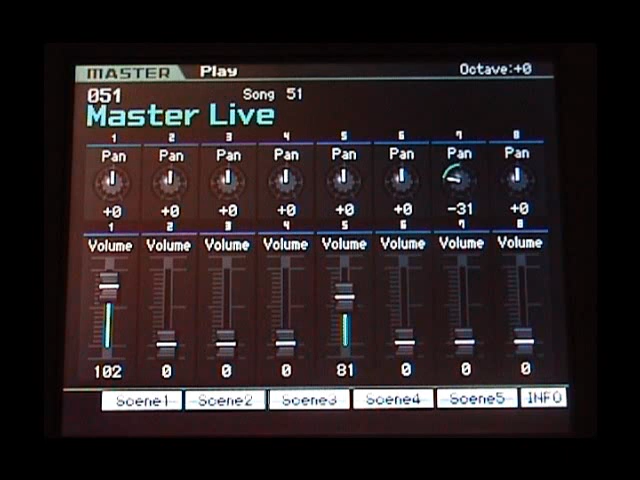 MASTER Play Octave:+0
051 Song 51
Master Live
1 2 3 4 5 6 7 8
Pan Pan Pan Pan Pan Pan Pan Pan
+0 +0 +0 +0 +0 +0 -31 +0
1 2 3 4 5 6 7 8
Volume Volume Volume Volume Volume Volume Volume Volume
102 0 0 0 81 0 0 0
Scene1 Scene2 Scene3 Scene4 Scene5 INFO